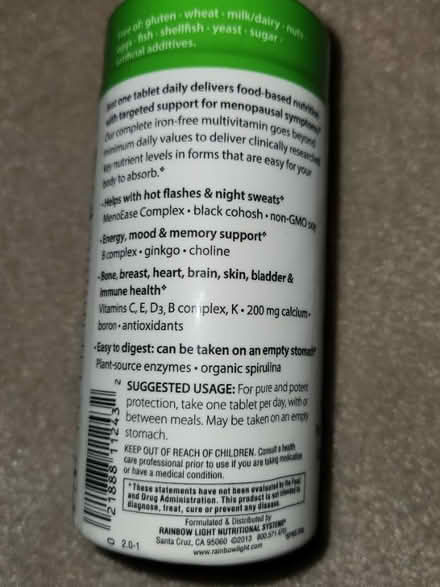 Free of: gluten • wheat • milk/dairy • nuts •
eggs • fish • shellfish • yeast • sugar •
artificial additives.
Just one tablet daily delivers food-based nutrition
with targeted support for menopausal symptoms*
Our complete iron-free multivitamin goes beyond
minimum daily values to deliver clinically researched
key nutrient levels in forms that are easy for your
body to absorb.*
• Helps with hot flashes & night sweats*
MenoEase Complex • black cohosh • non-GMO soy
• Energy, mood & memory support*
B complex • ginkgo • choline
• Bone, breast, heart, brain, skin, bladder &
immune health*
Vitamins C, E, D3, B complex, K • 200 mg calcium •
boron • antioxidants
• Easy to digest: can be taken on an empty stomach*
Plant-source enzymes • organic spirulina
SUGGESTED USAGE: For pure and potent
protection, take one tablet per day, with or
between meals. May be taken on an empty
stomach.
KEEP OUT OF REACH OF CHILDREN. Consult a health
care professional prior to use if you are taking medication
or have a medical condition.
*These statements have not been evaluated by the Food
and Drug Administration. This product is not intended to
diagnose, treat, cure or prevent any disease.
Formulated & Distributed by
RAINBOW LIGHT NUTRITIONAL SYSTEMS®
Santa Cruz, CA 95060 ©2013 800.571.4701
www.rainbowlight.com
2.0-1
21888 11243 2